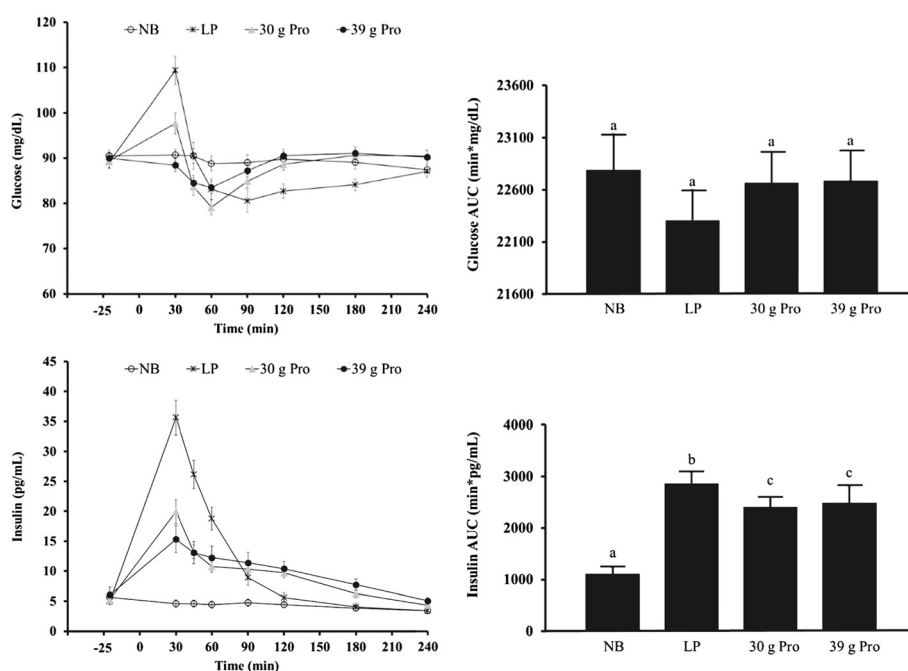 NB LP 30 g Pro 39 g Pro
120
110
100
90
80
70
60
Glucose (mg/dL)
-25 0 30 60 90 120 150 180 210 240
Time (min)
23600
23100
22600
22100
21600
Glucose AUC (min*mg/dL)
a a a a
NB LP 30 g Pro 39 g Pro
NB LP 30 g Pro 39 g Pro
45
40
35
30
25
20
15
10
5
0
Insulin (pg/mL)
-25 0 30 60 90 120 150 180 210 240
Time (min)
4000
3000
2000
1000
0
Insulin AUC (min*pg/mL)
a b c c
NB LP 30 g Pro 39 g Pro